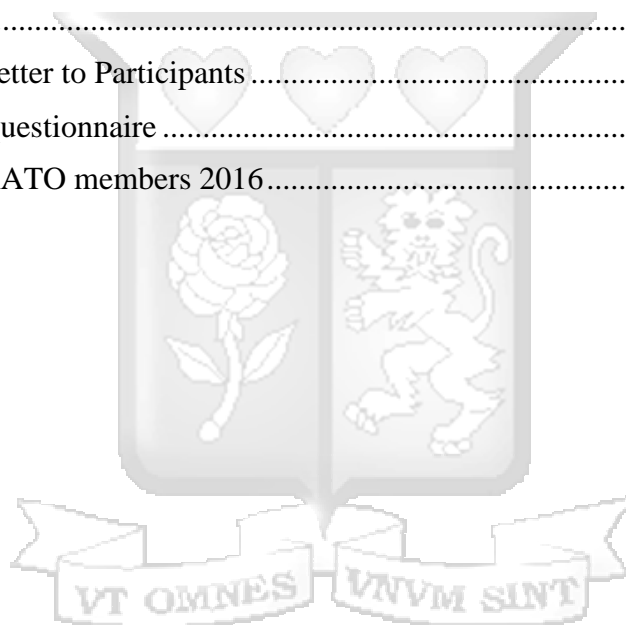 ...............................................................................
etter to Participants ................................................
uestionnaire ...........................................................
ATO members 2016..............................................
VT OMNES VNVM SINT